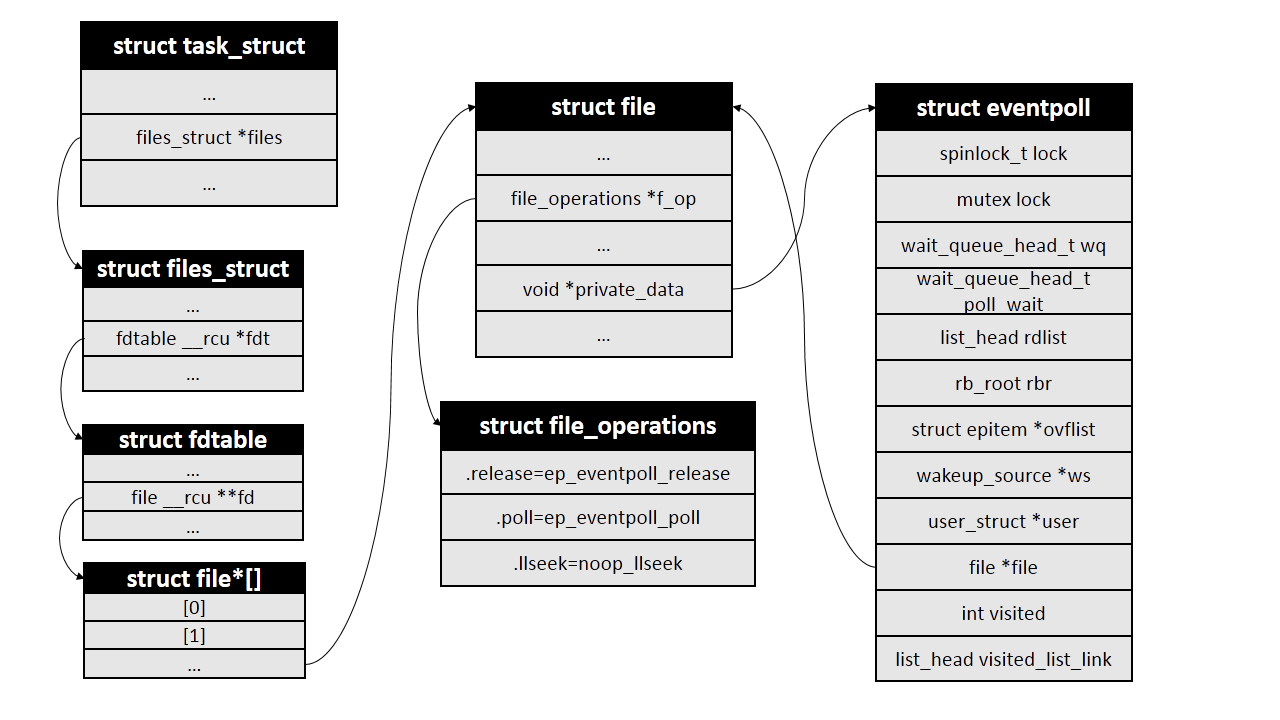 struct task_struct
...
files_struct *files
...
struct files_struct
...
fdtable __rcu *fdt
...
struct fdtable
...
file __rcu **fd
...
struct file*[]
[0]
[1]
...
struct file
...
file_operations *f_op
...
void *private_data
...
struct file_operations
.release=ep_eventpoll_release
.poll=ep_eventpoll_poll
.llseek=noop_llseek
struct eventpoll
spinlock_t lock
mutex lock
wait_queue_head_t wq
wait_queue_head_t
poll_wait
list_head rdlist
rb_root rbr
struct epitem *ovflist
wakeup_source *ws
user_struct *user
file *file
int visited
list_head visited_list_link